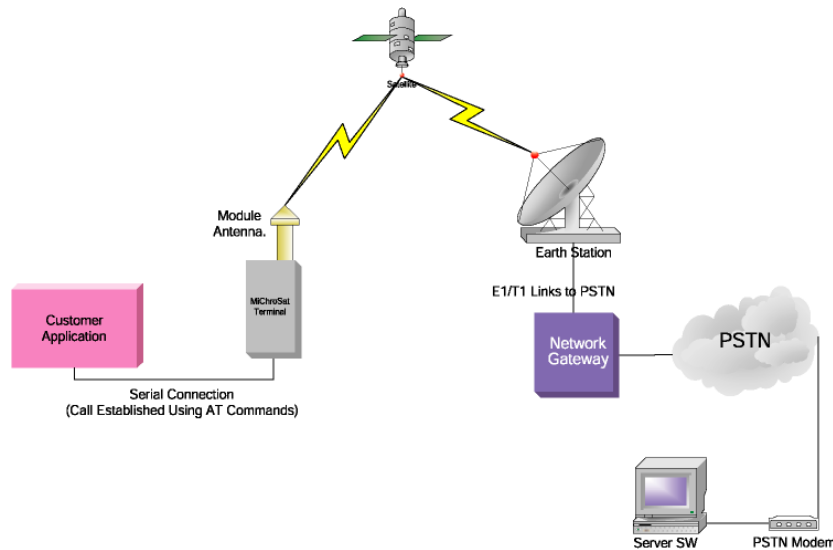 Satellite
Module
Antenna.
Earth Station
MiChroSat
Terminal
E1/T1 Links to PSTN
Customer
Application
Network
Gateway
PSTN
Serial Connection
(Call Established Using AT Commands)
Server SW
PSTN Modem